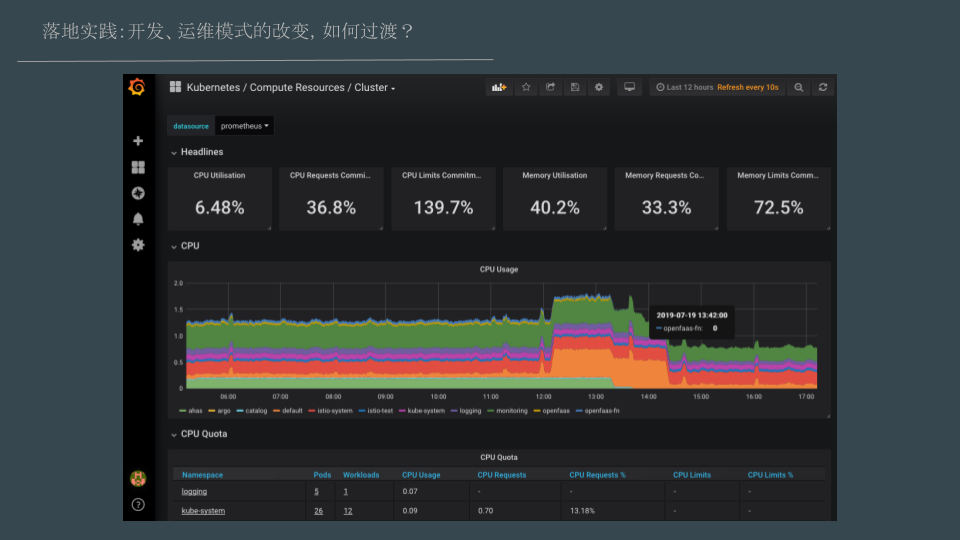 落地实践：开发、运维模式的改变，如何过渡？
Kubernetes / Compute Resources / Cluster
Last 12 hours Refresh every 10s
datasource prometheus
Headlines
CPU Utilisation CPU Requests Commi... CPU Limits Commitm... Memory Utilisation Memory Requests Co... Memory Limits Comm...
6.48% 36.8% 139.7% 40.2% 33.3% 72.5%
CPU
CPU Usage
2.0
1.5
1.0
0.5
0
2019-07-19 13:42:00
openfaas-fn: 0
06:00 07:00 08:00 09:00 10:00 11:00 12:00 13:00 14:00 15:00 16:00 17:00
ahas argo catalog default istio-system istio-test kube-system logging monitoring openfaas openfaas-fn
CPU Quota
CPU Quota
Namespace Pods Workloads CPU Usage CPU Requests CPU Requests % CPU Limits CPU Limits %
logging 5 1 0.07 - - - -
kube-system 26 12 0.09 0.70 13.18% - -